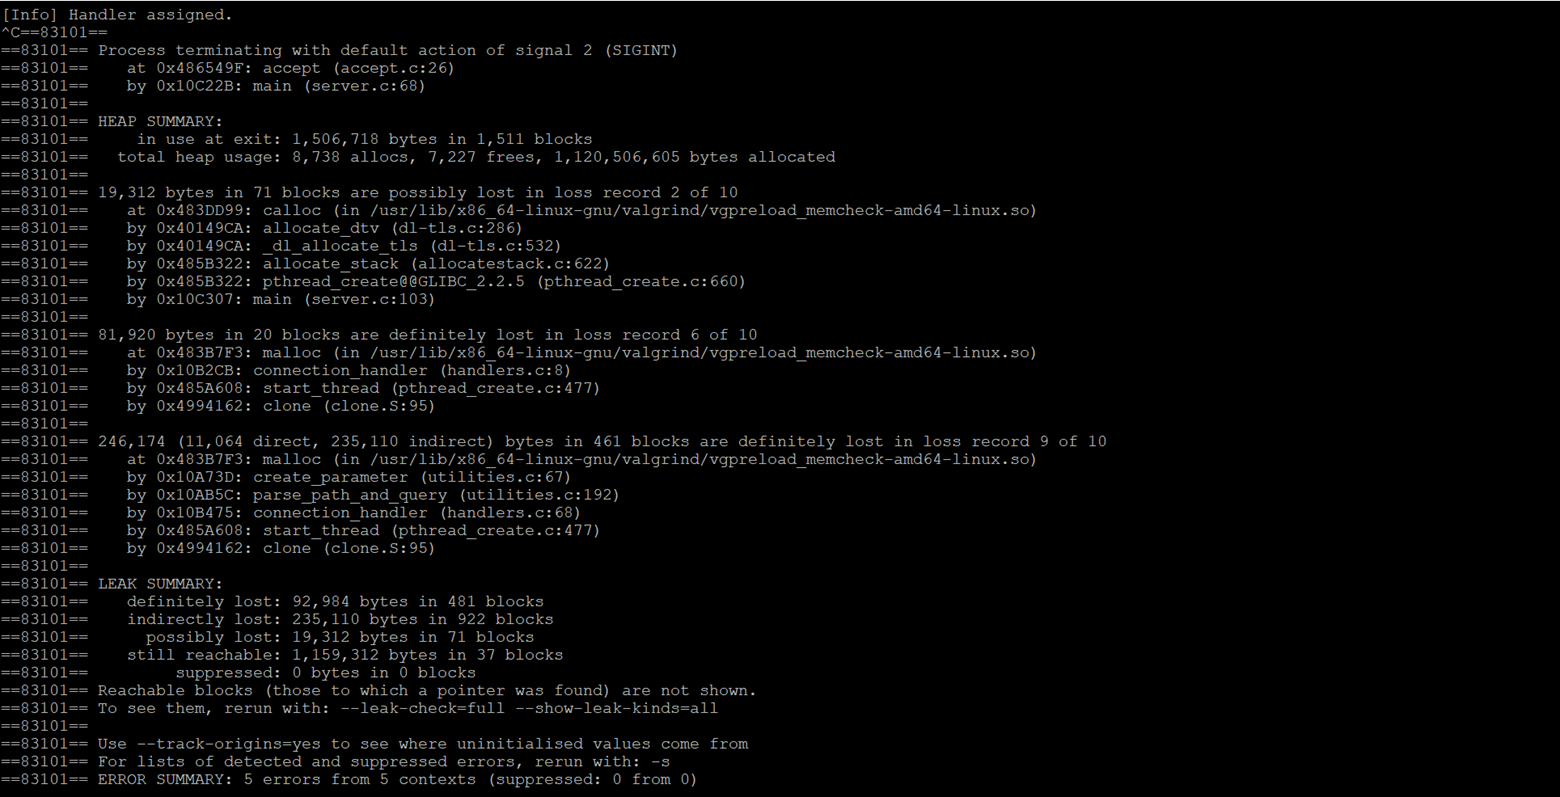 [Info] Handler assigned.
^C==83101==
==83101== Process terminating with default action of signal 2 (SIGINT)
==83101==    at 0x486549F: accept (accept.c:26)
==83101==    by 0x10C22B: main (server.c:68)
==83101==
==83101== HEAP SUMMARY:
==83101==     in use at exit: 1,506,718 bytes in 1,511 blocks
==83101==   total heap usage: 8,738 allocs, 7,227 frees, 1,120,506,605 bytes allocated
==83101==
==83101== 19,312 bytes in 71 blocks are possibly lost in loss record 2 of 10
==83101==    at 0x483DD99: calloc (in /usr/lib/x86_64-linux-gnu/valgrind/vgpreload_memcheck-amd64-linux.so)
==83101==    by 0x40149CA: allocate_dtv (dl-tls.c:286)
==83101==    by 0x40149CA: _dl_allocate_tls (dl-tls.c:532)
==83101==    by 0x485B322: allocate_stack (allocatestack.c:622)
==83101==    by 0x485B322: pthread_create@@GLIBC_2.2.5 (pthread_create.c:660)
==83101==    by 0x10C307: main (server.c:103)
==83101==
==83101== 81,920 bytes in 20 blocks are definitely lost in loss record 6 of 10
==83101==    at 0x483B7F3: malloc (in /usr/lib/x86_64-linux-gnu/valgrind/vgpreload_memcheck-amd64-linux.so)
==83101==    by 0x10B2CB: connection_handler (handlers.c:8)
==83101==    by 0x485A608: start_thread (pthread_create.c:477)
==83101==    by 0x4994162: clone (clone.S:95)
==83101==
==83101== 246,174 (11,064 direct, 235,110 indirect) bytes in 461 blocks are definitely lost in loss record 9 of 10
==83101==    at 0x483B7F3: malloc (in /usr/lib/x86_64-linux-gnu/valgrind/vgpreload_memcheck-amd64-linux.so)
==83101==    by 0x10A73D: create_parameter (utilities.c:67)
==83101==    by 0x10AB5C: parse_path_and_query (utilities.c:192)
==83101==    by 0x10B475: connection_handler (handlers.c:68)
==83101==    by 0x485A608: start_thread (pthread_create.c:477)
==83101==    by 0x4994162: clone (clone.S:95)
==83101==
==83101== LEAK SUMMARY:
==83101==    definitely lost: 92,984 bytes in 481 blocks
==83101==    indirectly lost: 235,110 bytes in 922 blocks
==83101==      possibly lost: 19,312 bytes in 71 blocks
==83101==    still reachable: 1,159,312 bytes in 37 blocks
==83101==         suppressed: 0 bytes in 0 blocks
==83101== Reachable blocks (those to which a pointer was found) are not shown.
==83101== To see them, rerun with: --leak-check=full --show-leak-kinds=all
==83101==
==83101== Use --track-origins=yes to see where uninitialised values come from
==83101== For lists of detected and suppressed errors, rerun with: -s
==83101== ERROR SUMMARY: 5 errors from 5 contexts (suppressed: 0 from 0)